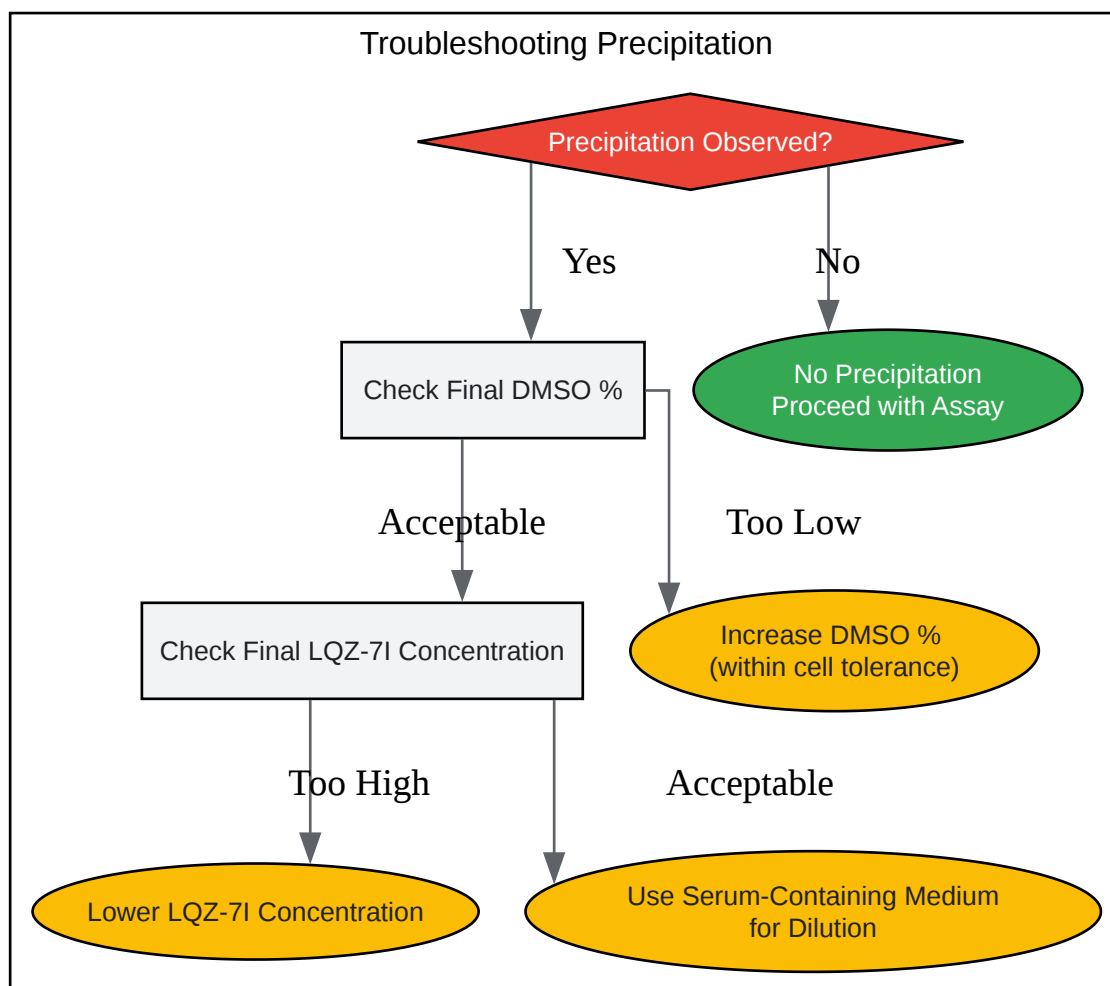 Troubleshooting Precipitation
Precipitation Observed?
Yes
No
Check Final DMSO %
No Precipitation
Proceed with Assay
Acceptable
Too Low
Check Final LQZ-7I Concentration
Increase DMSO %
(within cell tolerance)
Too High
Acceptable
Lower LQZ-7I Concentration
Use Serum-Containing Medium
for Dilution